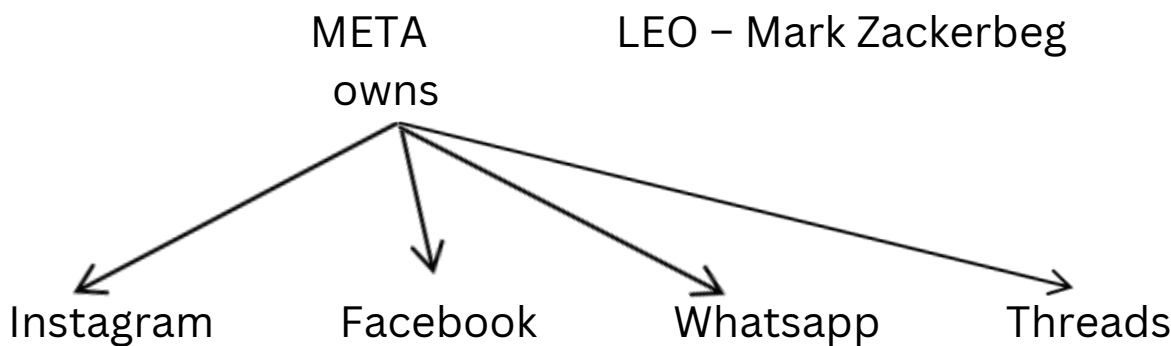 META
owns
LEO – Mark Zackerbeg
Instagram
Facebook
Whatsapp
Threads